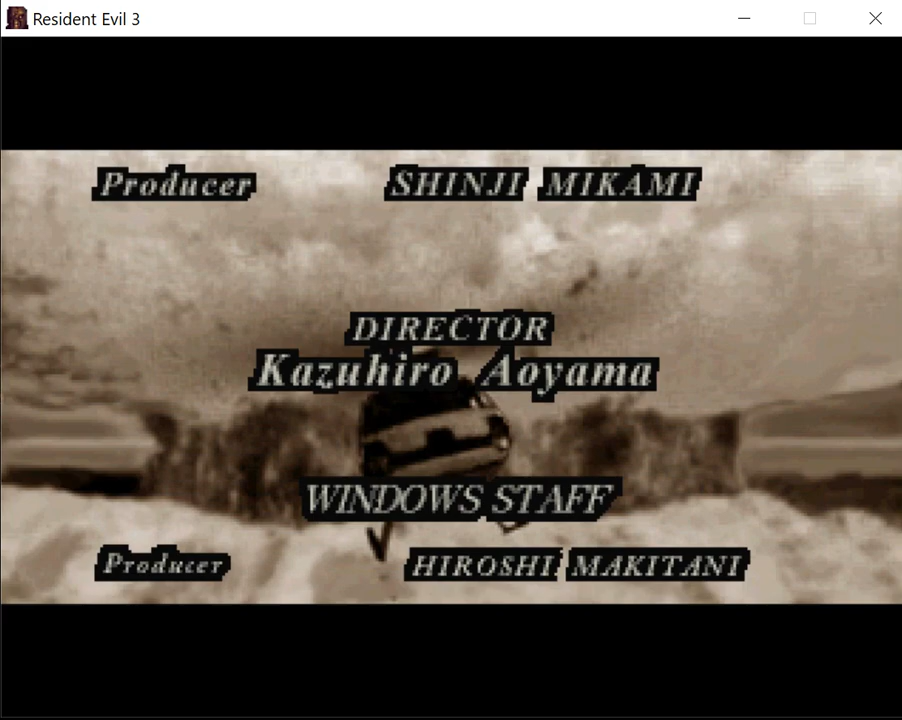 Resident Evil 3
Producer SHINJI MIKAMI
DIRECTOR
Kazuhiro Aoyama
WINDOWS STAFF
Producer HIROSHI MAKITANI